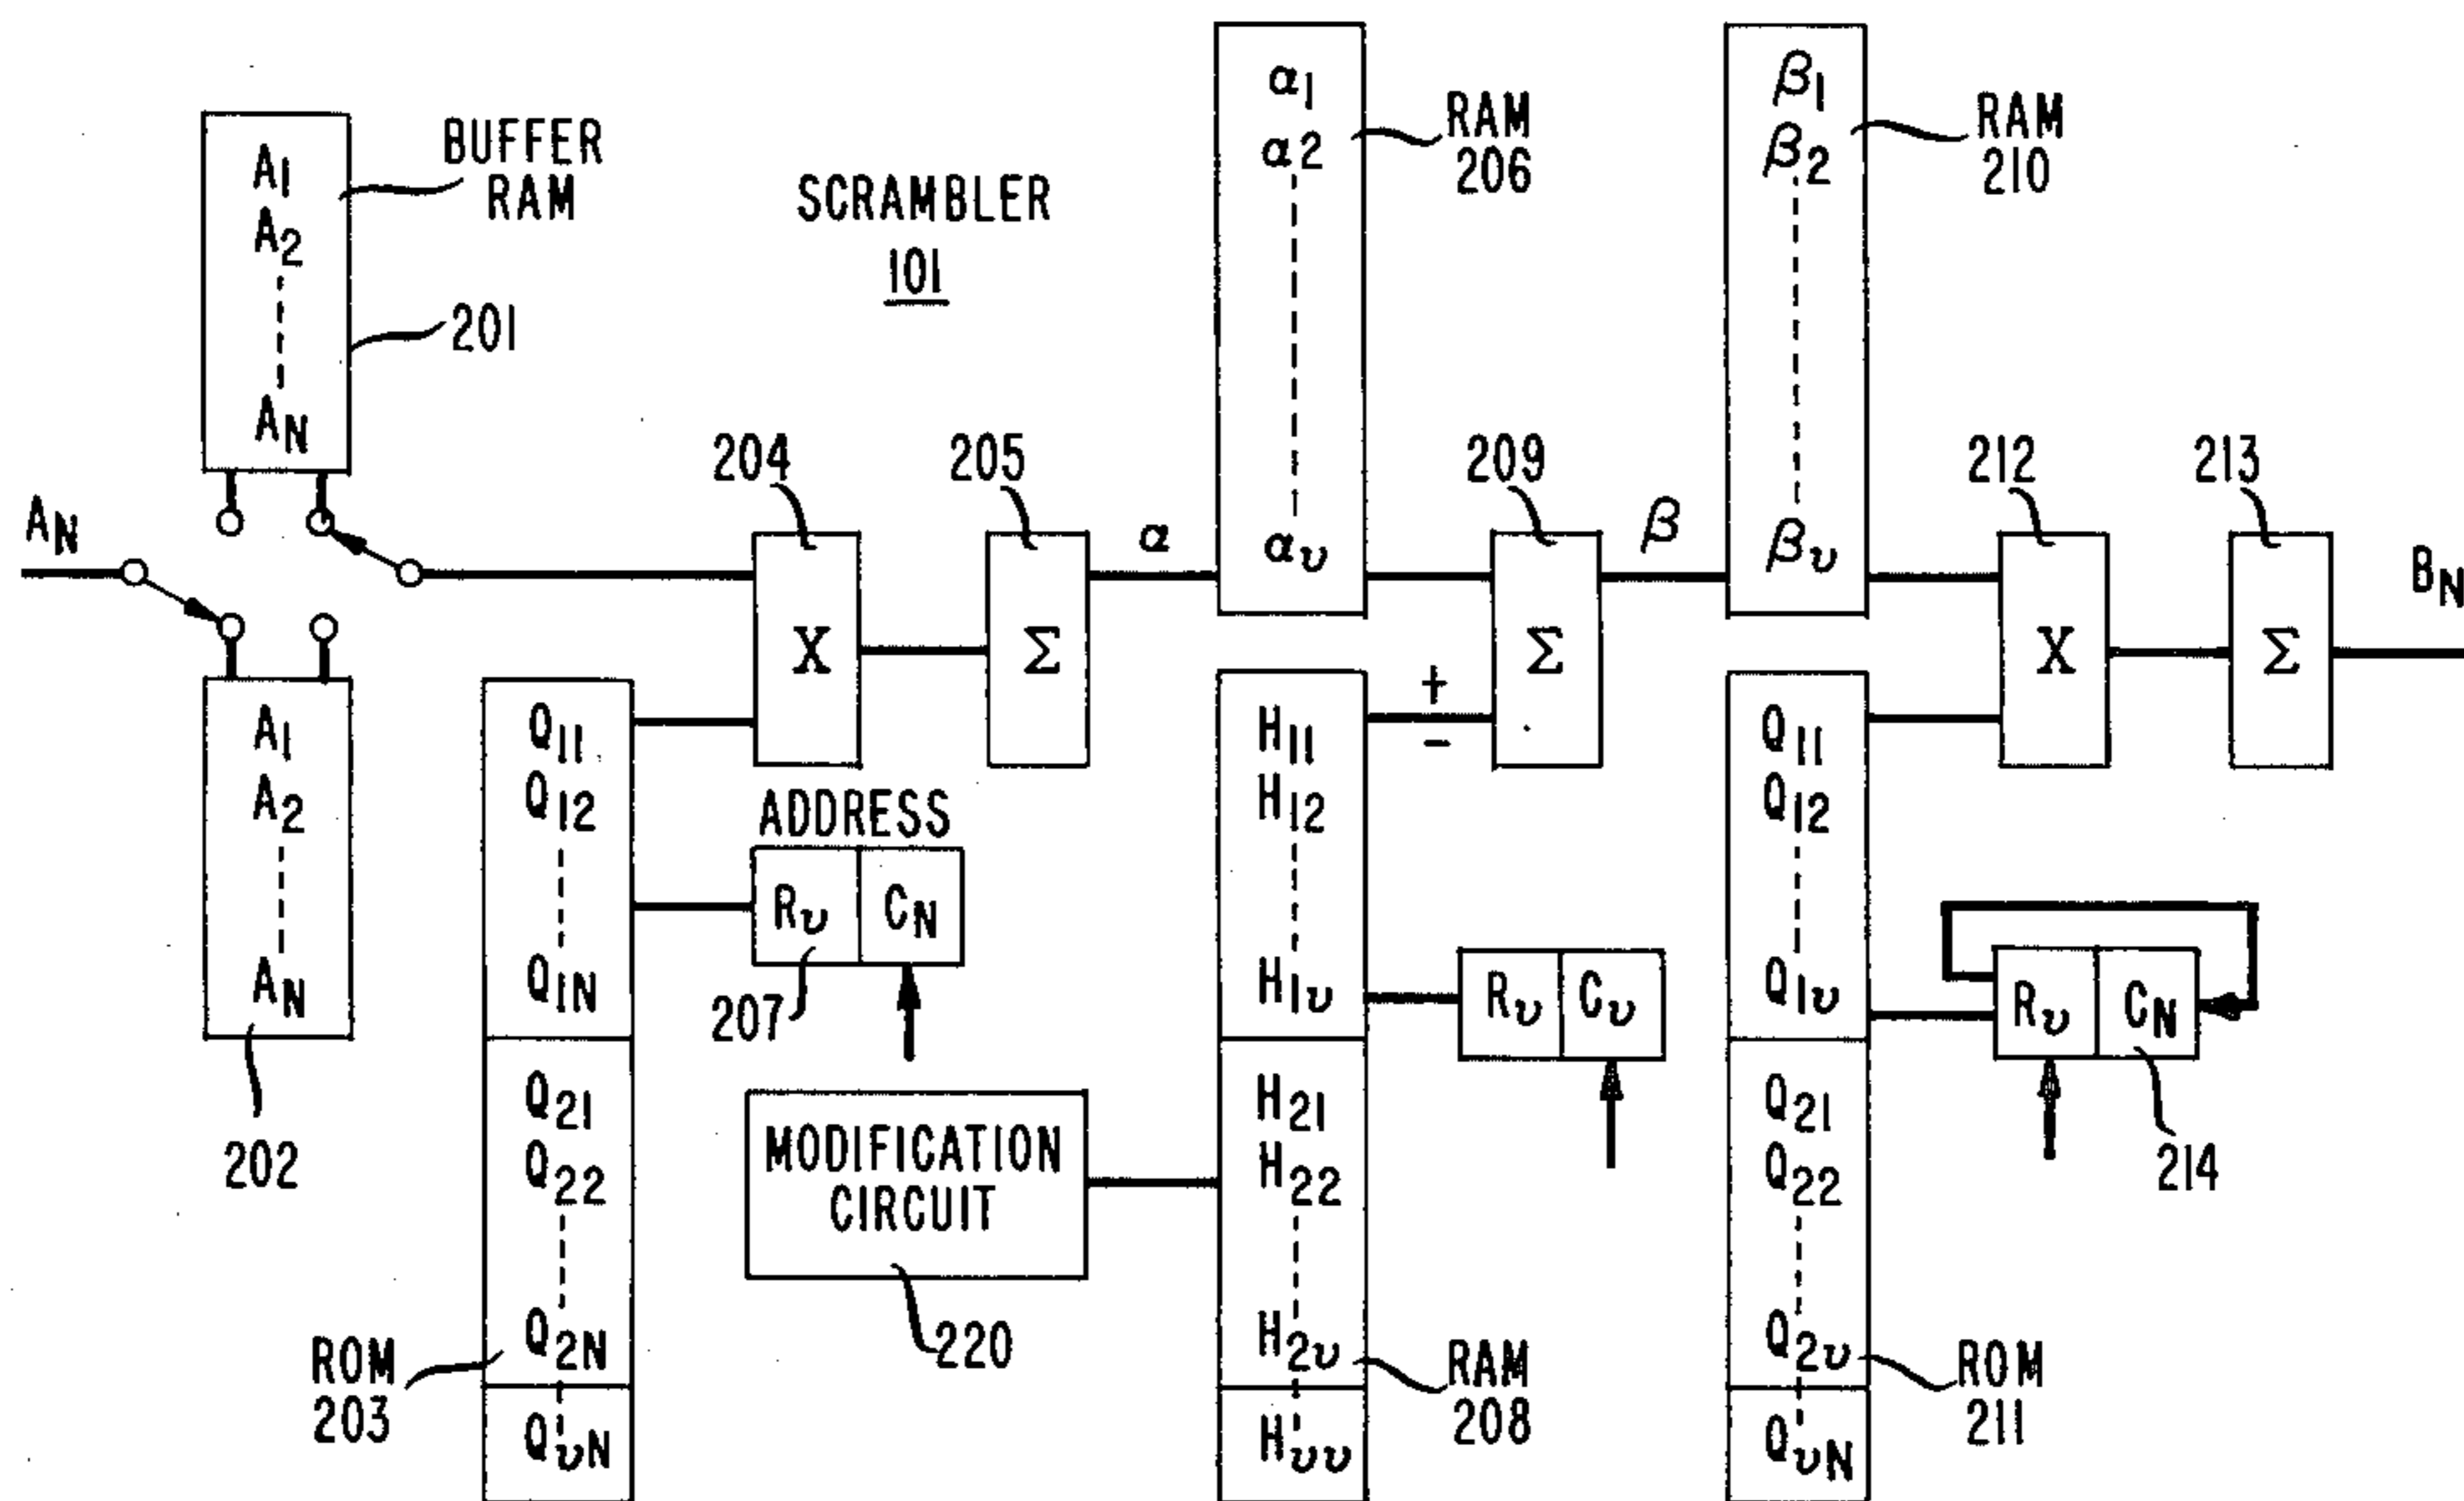 A1
A2
AN
BUFFER
RAM
201
SCRAMBLER
101
α1
α2
αυ
RAM
206
β1
β2
βυ
RAM
210
AN
204
205
α
209
β
212
213
BN
X
Σ
Σ
X
Σ
A1
A2
AN
202
Q11
Q12
Q1N
Q21
Q22
Q2N
QυN
ROM
203
ADDRESS
Rυ
CN
207
MODIFICATION
CIRCUIT
220
+
-
H11
H12
H1υ
H21
H22
H2υ
Hυυ
RAM
208
Rυ
Cυ
Q11
Q12
Q1υ
Q21
Q22
Q2υ
QυN
ROM
211
Rυ
CN
214